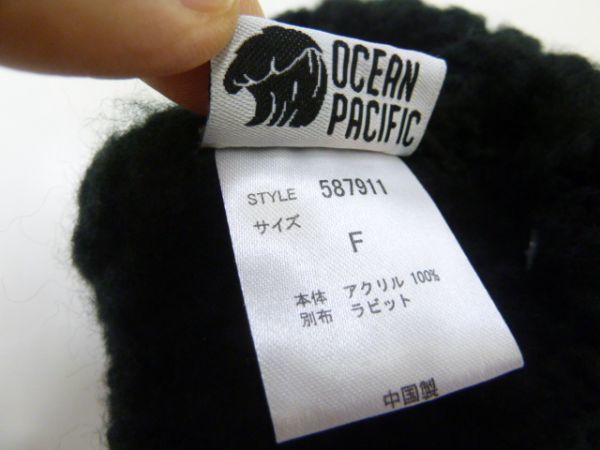 OCEAN
PACIFIC
STYLE 587911
サイズ
F
本体 アクリル 100%
別布 ラビット
中国製